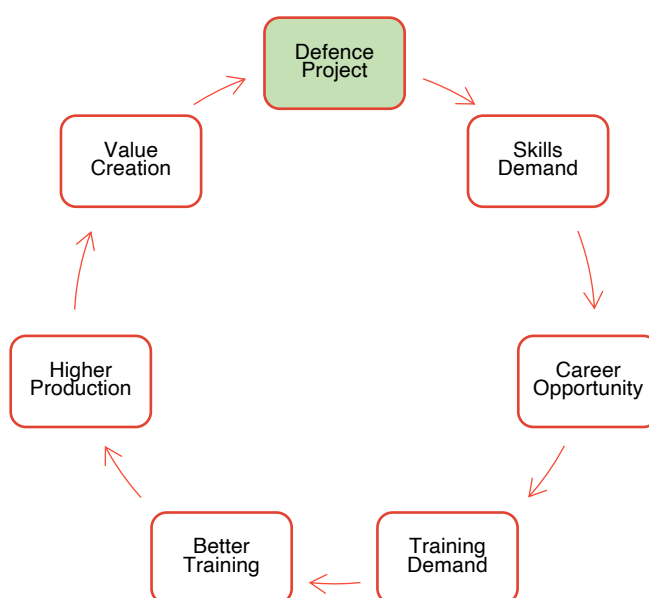 Defence
Project
Skills
Demand
Career
Opportunity
Training
Demand
Better
Training
Higher
Production
Value
Creation